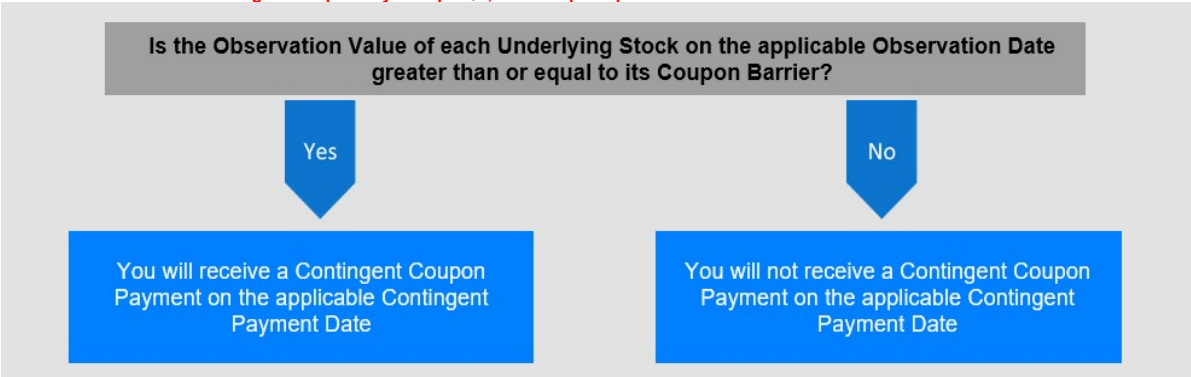 Is the Observation Value of each Underlying Stock on the applicable Observation Date
greater than or equal to its Coupon Barrier?
Yes
No
You will receive a Contingent Coupon
Payment on the applicable Contingent
Payment Date
You will not receive a Contingent Coupon
Payment on the applicable Contingent
Payment Date